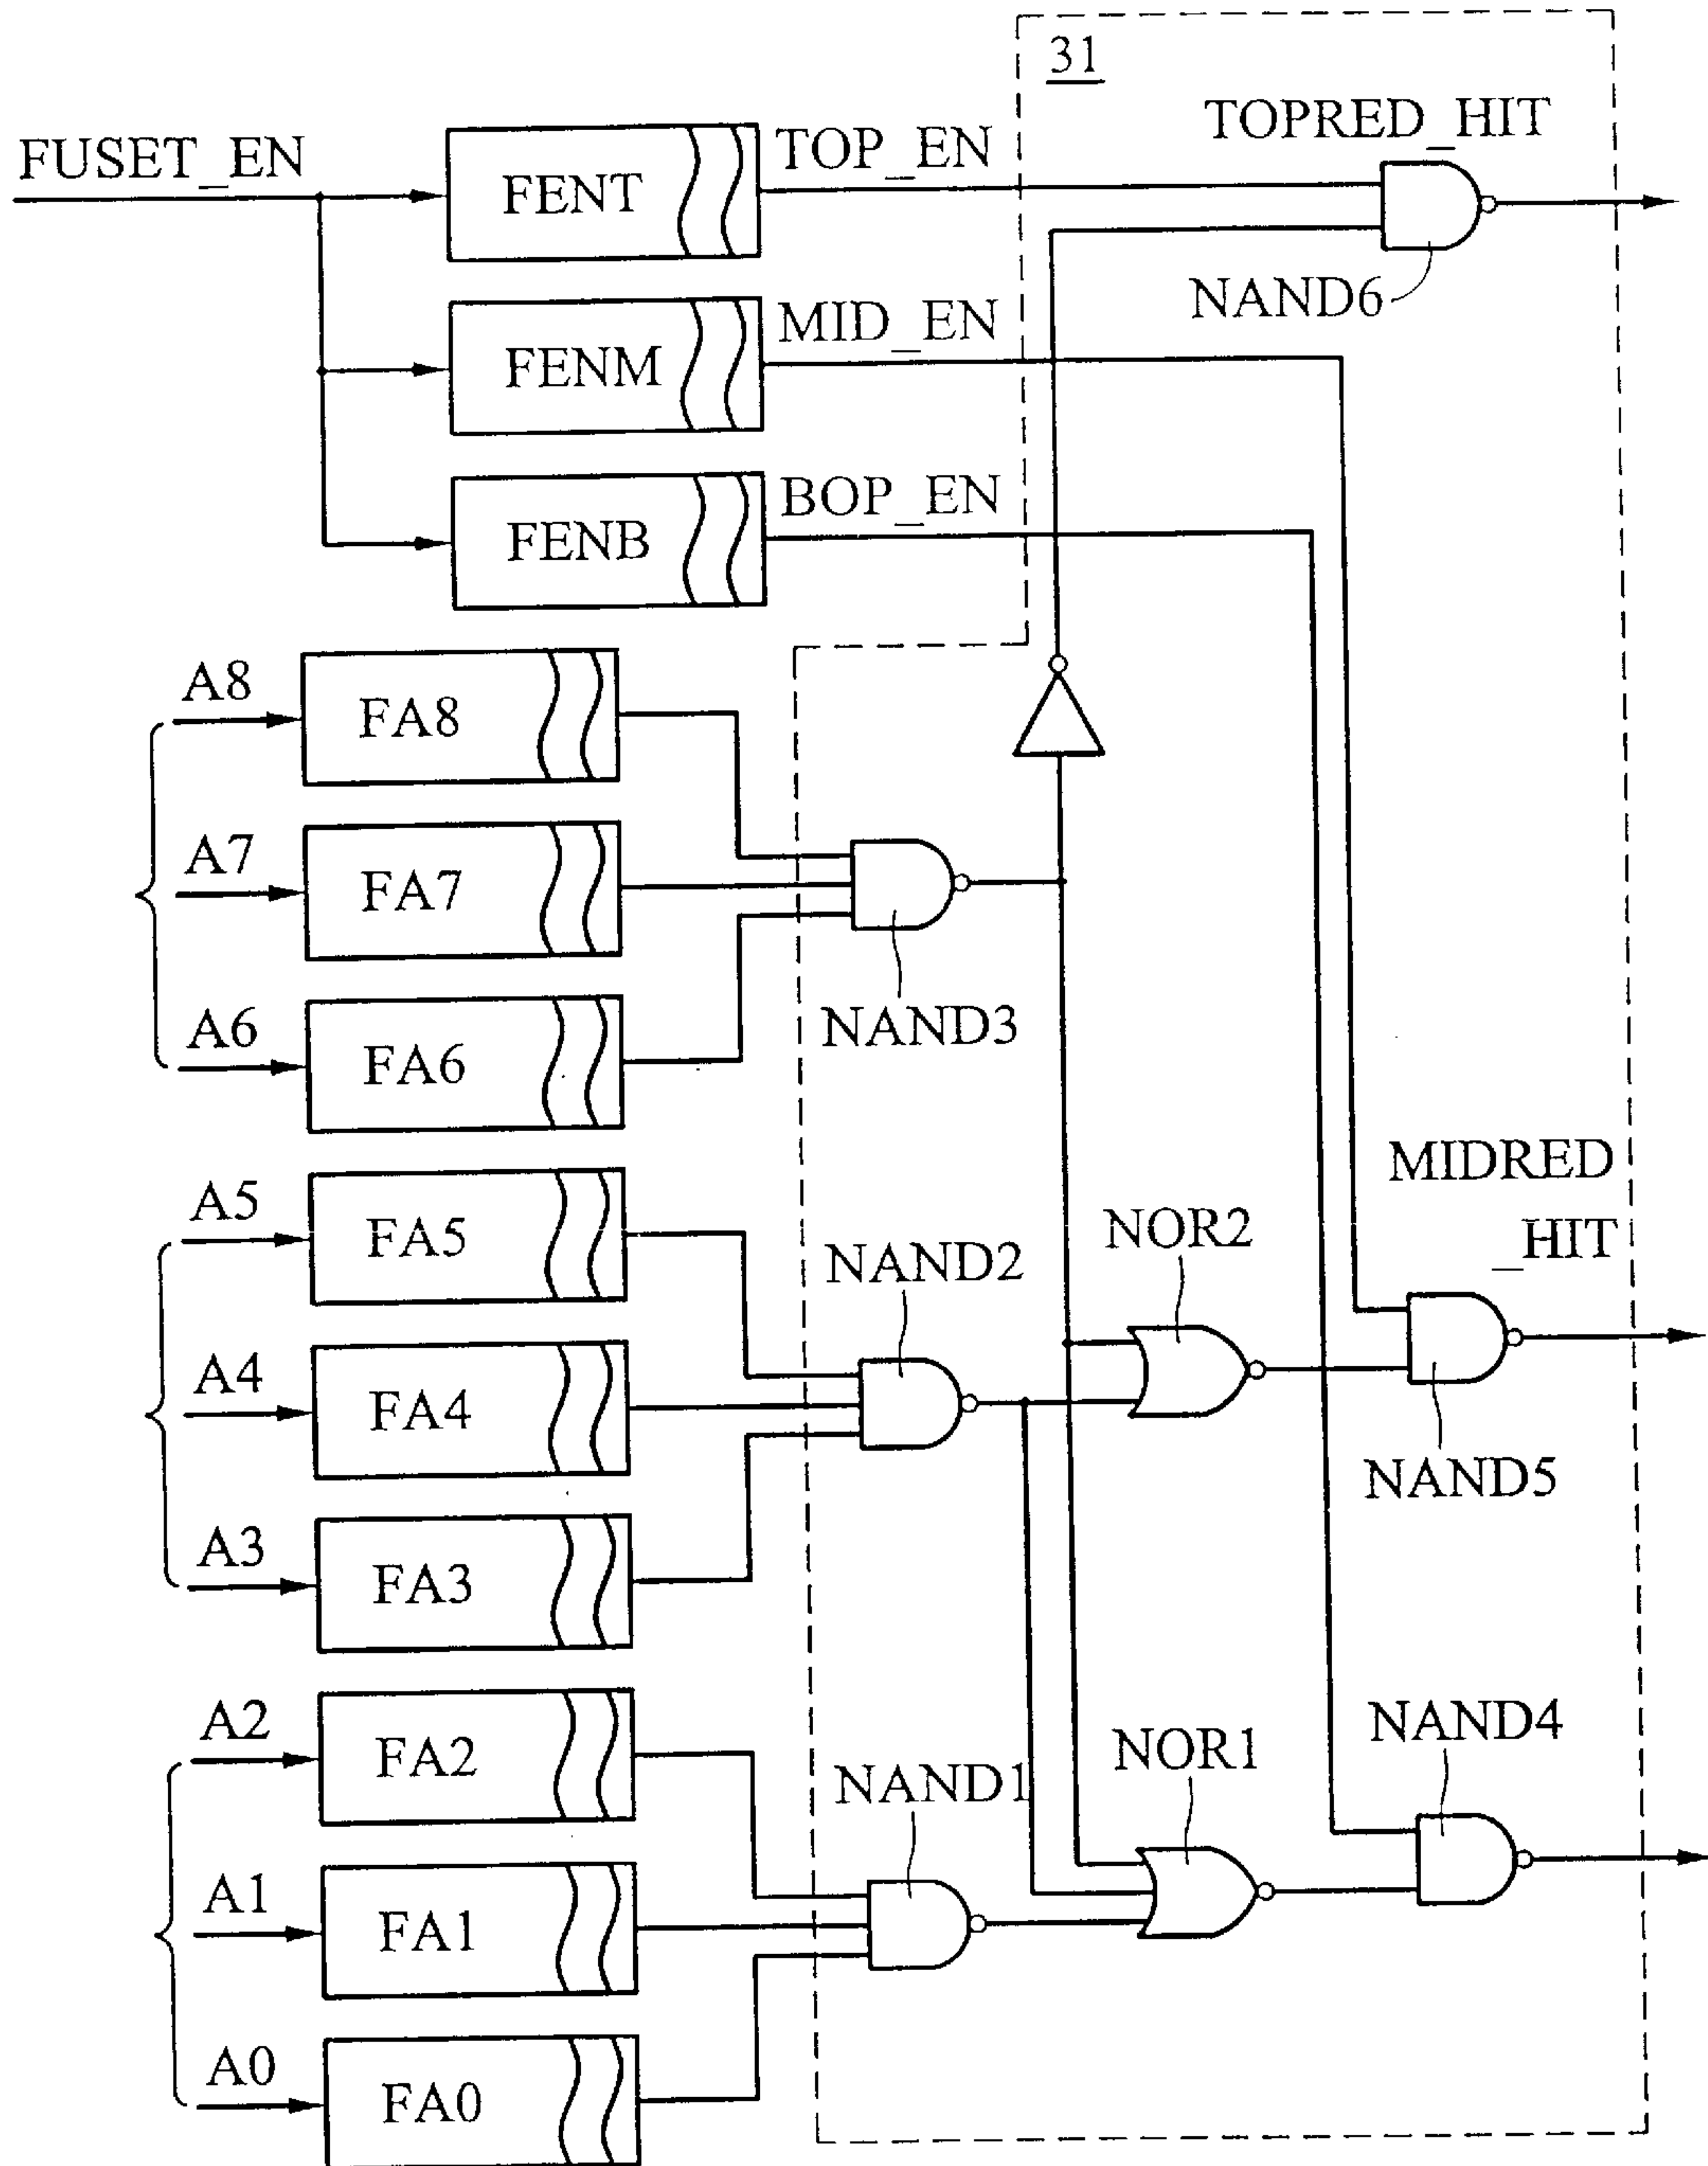 31
TOPRED_HIT
FUSET_EN
FENT
TOP_EN
NAND6
FENM
MID_EN
FENB
BOP_EN
A8
FA8
A7
FA7
A6
FA6
NAND3
MIDRED
_HIT
A5
FA5
NAND2
NOR2
A4
FA4
NAND5
A3
FA3
A2
FA2
NAND1
NOR1
NAND4
A1
FA1
A0
FA0